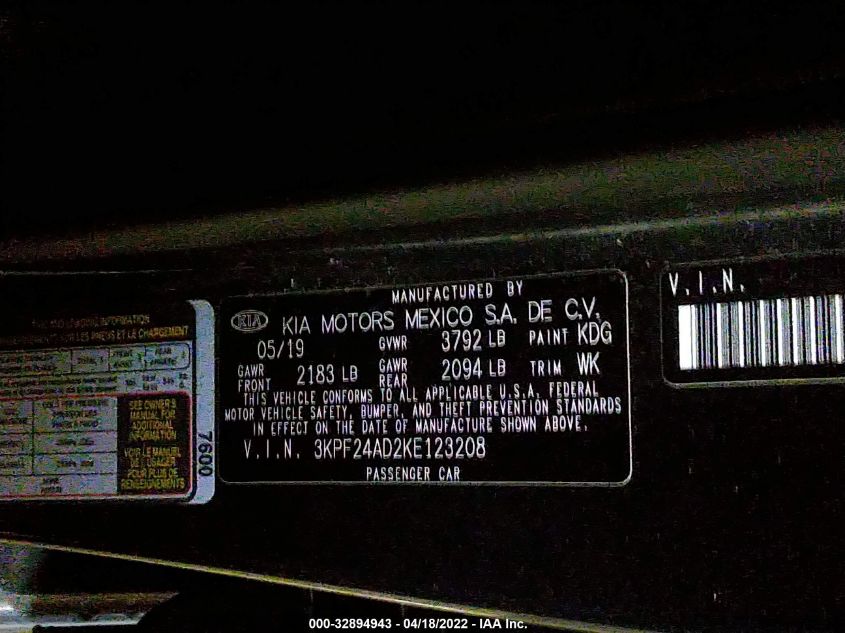 MANUFACTURED BY
KIA KIA MOTORS MEXICO S.A. DE C.V.
05/19 GVWR 3792 LB PAINT KDG
GAWR FRONT 2183 LB GAWR REAR 2094 LB TRIM WK
THIS VEHICLE CONFORMS TO ALL APPLICABLE U.S.A. FEDERAL
MOTOR VEHICLE SAFETY, BUMPER, AND THEFT PREVENTION STANDARDS
IN EFFECT ON THE DATE OF MANUFACTURE SHOWN ABOVE.
V.I.N. 3KPF24AD2KE123208
PASSENGER CAR
V.I.N.
SEE OWNER'S
MANUAL FOR
ADDITIONAL
INFORMATION
VOIR LE MANUEL
DE L'USAGER
POUR PLUS DE
RENSEIGNEMENTS
7600
000-32894943 - 04/18/2022 - IAA Inc.